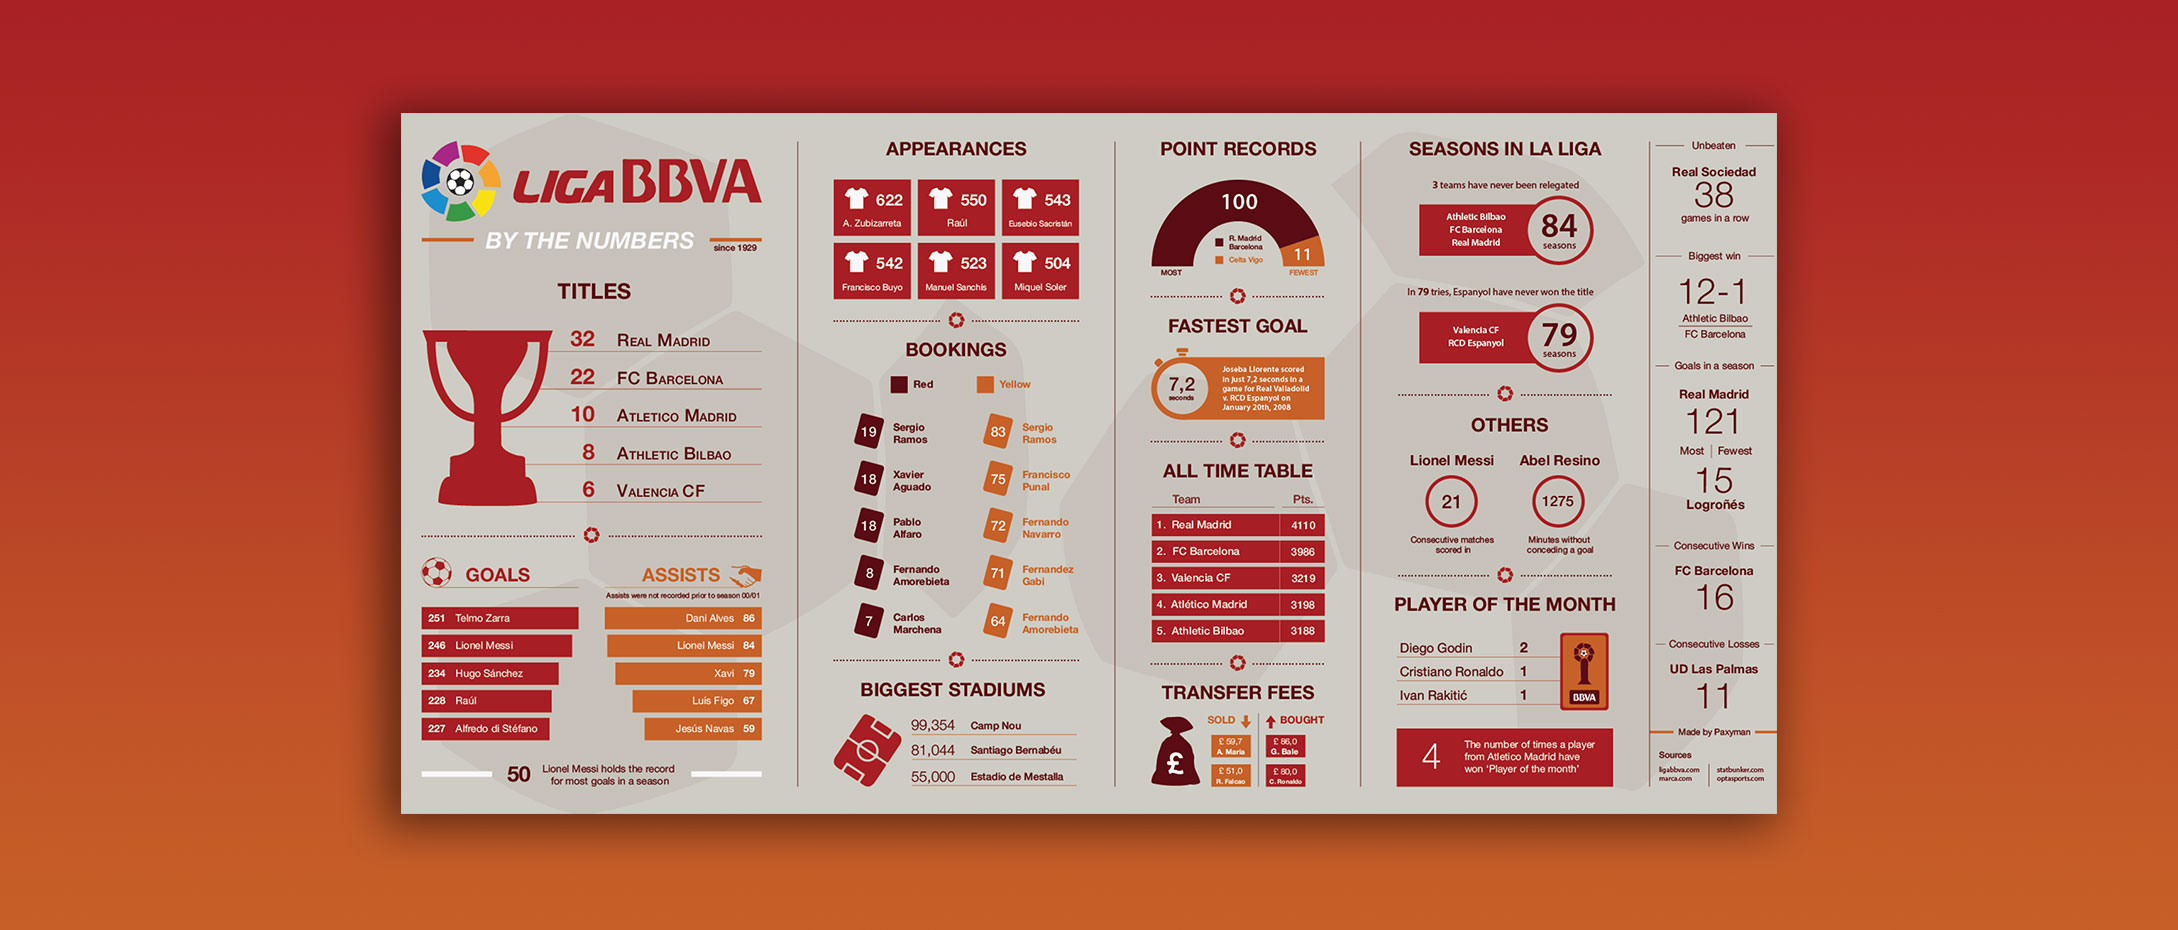 LIGA BBVA
BY THE NUMBERS
since 1929
TITLES
32 REAL MADRID
22 FC BARCELONA
10 ATLETICO MADRID
8 ATHLETIC BILBAO
6 VALENCIA CF
GOALS
251 Telmo Zarra
246 Lionel Messi
234 Hugo Sánchez
228 Raúl
227 Alfredo di Stéfano
ASSISTS
Assists were not recorded prior to season 00/01
Dani Alves 86
Lionel Messi 84
Xavi 79
Luís Figo 67
Jesús Navas 59
50
Lionel Messi holds the record
for most goals in a season
APPEARANCES
622
A. Zubizarreta
550
Raúl
543
Eusebio Sacristán
542
Francisco Buyo
523
Manuel Sanchís
504
Miquel Soler
BOOKINGS
Red
Yellow
19 Sergio
Ramos
83 Sergio
Ramos
18 Xavier
Aguado
75 Francisco
Punal
18 Pablo
Alfaro
72 Fernando
Navarro
8 Fernando
Amorebieta
71 Fernandez
Gabi
7 Carlos
Marchena
64 Fernando
Amorebieta
BIGGEST STADIUMS
99,354 Camp Nou
81,044 Santiago Bernabéu
55,000 Estadio de Mestalla
POINT RECORDS
100
R. Madrid
Barcelona
Celta Vigo
11
MOST
FEWEST
FASTEST GOAL
7,2
seconds
Joseba Llorente scored
in just 7,2 seconds in a
game for Real Valladolid
v. RCD Espanyol on
January 20th, 2008
ALL TIME TABLE
Team Pts.
1. Real Madrid 4110
2. FC Barcelona 3986
3. Valencia CF 3219
4. Atlético Madrid 3198
5. Athletic Bilbao 3188
TRANSFER FEES
SOLD
BOUGHT
£
£ 59,7
A. Maria
£ 86,0
G. Bale
£ 51,0
R. Falcao
£ 80,0
C. Ronaldo
SEASONS IN LA LIGA
3 teams have never been relegated
Athletic Bilbao
FC Barcelona
Real Madrid
84
seasons
In 79 tries, Espanyol have never won the title
Valencia CF
RCD Espanyol
79
seasons
OTHERS
Lionel Messi
21
Consecutive matches
scored in
Abel Resino
1275
Minutes without
conceding a goal
PLAYER OF THE MONTH
Diego Godin 2
Cristiano Ronaldo 1
Ivan Rakitić 1
BBVA
4
The number of times a player
from Atletico Madrid have
won 'Player of the month'
Unbeaten
Real Sociedad
38
games in a row
Biggest win
12-1
Athletic Bilbao
FC Barcelona
Goals in a season
Real Madrid
121
Most | Fewest
15
Logroñés
Consecutive Wins
FC Barcelona
16
Consecutive Losses
UD Las Palmas
11
Made by Paxyman
Sources
ligabbva.com
marca.com
statbunker.com
optasports.com